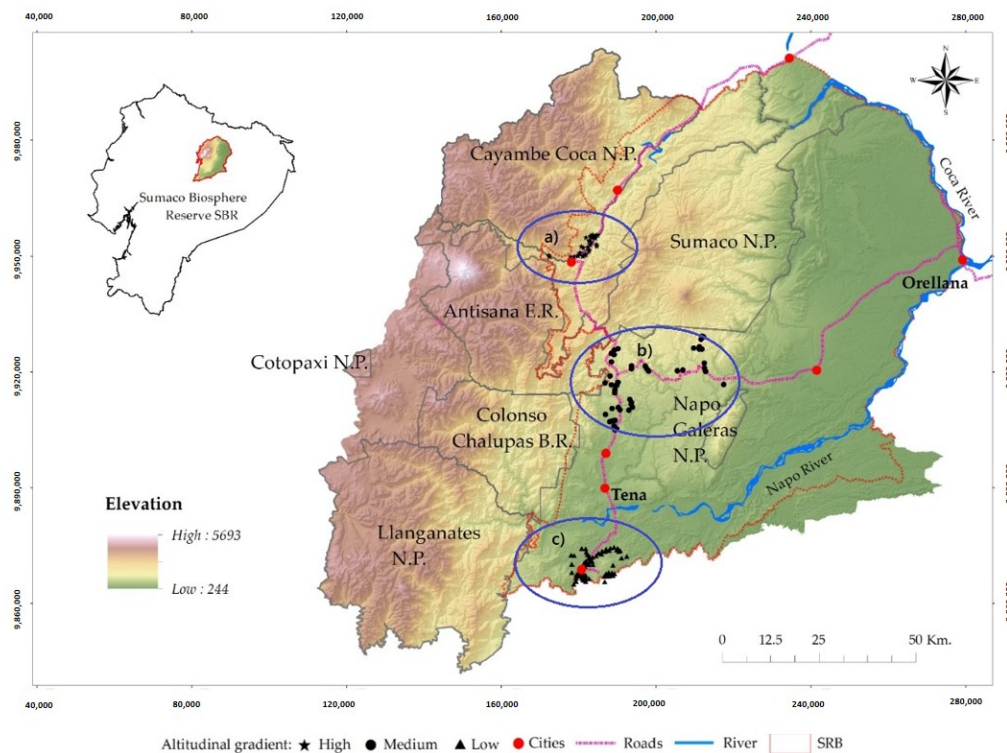 40,000
80,000
120,000
160,000
200,000
240,000
280,000
N
W
E
S
9,980,000
9,950,000
9,920,000
9,890,000
9,860,000
Sumaco Biosphere
Reserve SBR
Cayambe Coca N.P.
Coca River
a)
Sumaco N.P.
Orellana
Antisana E.R.
b)
Cotopaxi N.P.
Colonso
Chalupas B.R.
Napo
Galeras
N.P.
Napo River
Tena
Elevation
High : 5693
Low : 244
Llanganates
N.P.
c)
0 12.5 25 50 Km.
40,000
80,000
120,000
160,000
200,000
240,000
280,000
Altitudinal gradient: High Medium Low Cities Roads River SRB